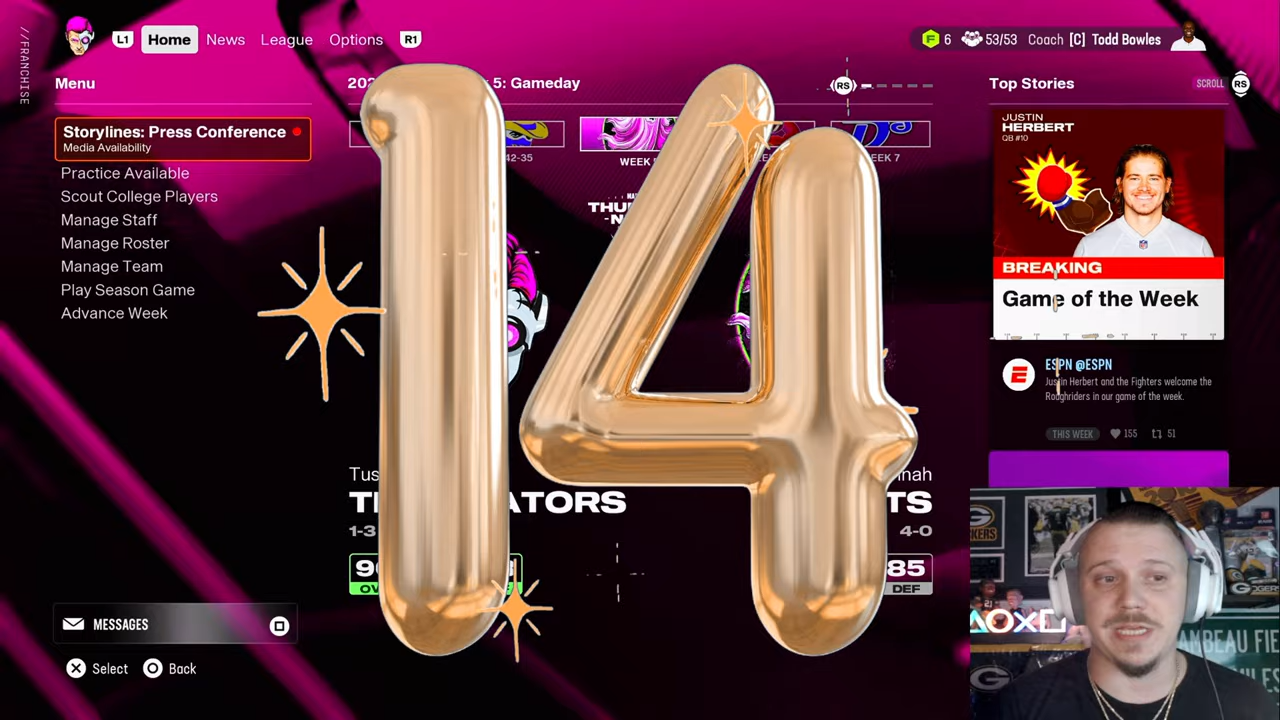 //FRANCHISE
L1 Home News League Options R1
6 53/53 Coach [C] Todd Bowles
Menu
5: Gameday
RS
Top Stories
SCROLL RS
Storylines: Press Conference
Media Availability
Practice Available
Scout College Players
Manage Staff
Manage Roster
Manage Team
Play Season Game
Advance Week
42-35
WEEK
WEEK 7
14
JUSTIN
HERBERT
QB #10
BREAKING
Game of the Week
ESPN @ESPN
Justin Herbert and the Fighters welcome the
Roughriders in our game of the week.
THIS WEEK 155 51
1-3
4-0
85
DEF
MESSAGES
Select Back